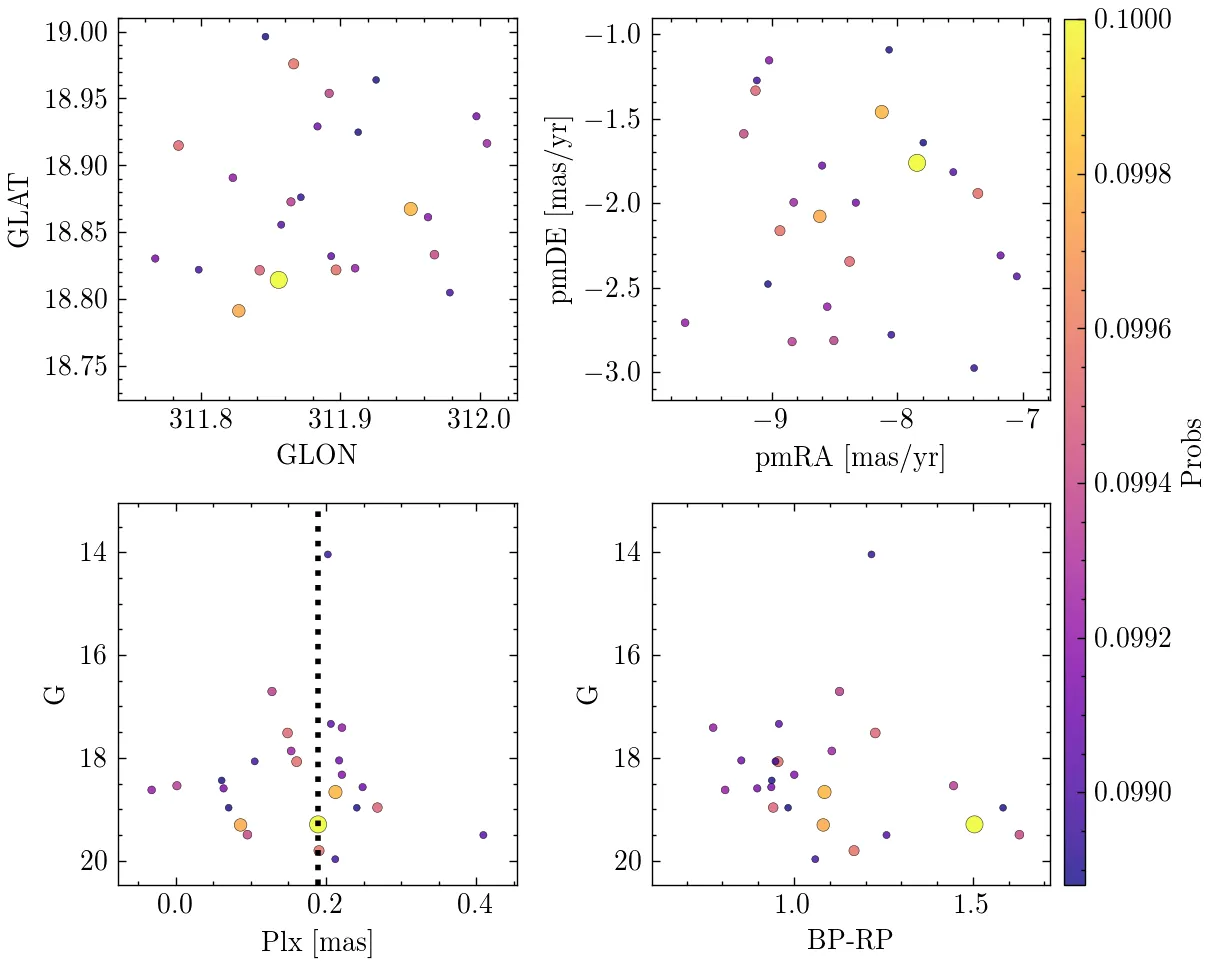 19.00
18.95
18.90
18.85
18.80
18.75
GLAT
311.8 311.9 312.0
GLON
−1.0
−1.5
−2.0
−2.5
−3.0
pmDE [mas/yr]
−9 −8 −7
pmRA [mas/yr]
14
16
18
20
G
0.0 0.2 0.4
Plx [mas]
14
16
18
20
G
1.0 1.5
BP-RP
0.1000
0.0998
0.0996
0.0994
0.0992
0.0990
Probs